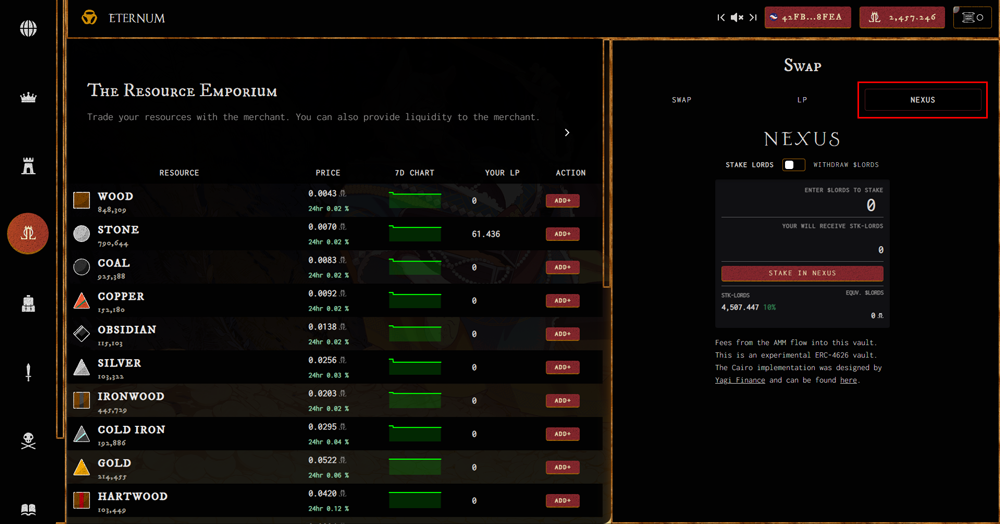 ETERNUM
42FB...8FEA
2,457.246
0
The Resource Emporium
Trade your resources with the merchant. You can also provide liquidity to the merchant.
RESOURCE PRICE 7D CHART YOUR LP ACTION
WOOD 0.0043 0 ADD+
848,309 24hr 0.02 %
STONE 0.0070 61.436 ADD+
790,644 24hr 0.02 %
COAL 0.0083 0 ADD+
925,388 24hr 0.02 %
COPPER 0.0092 0 ADD+
152,180 24hr 0.02 %
OBSIDIAN 0.0138 0 ADD+
115,103 24hr 0.02 %
SILVER 0.0256 0 ADD+
103,322 24hr 0.03 %
IRONWOOD 0.0203 0 ADD+
445,729 24hr 0.02 %
COLD IRON 0.0295 0 ADD+
192,886 24hr 0.04 %
GOLD 0.0522 0 ADD+
214,455 24hr 0.06 %
HARTWOOD 0.0420 0 ADD+
103,449 24hr 0.12 %
Swap
SWAP LP NEXUS
NEXUS
STAKE LORDS WITHDRAW $LORDS
ENTER $LORDS TO STAKE
0
YOUR WILL RECEIVE STK-LORDS
0
STAKE IN NEXUS
STK-LORDS EQUV. $LORDS
4,507.447 10%
0
Fees from the AMM flow into this vault.
This is an experimental ERC-4626 vault.
The Cairo implementation was designed by
Yagi Finance and can be found here.